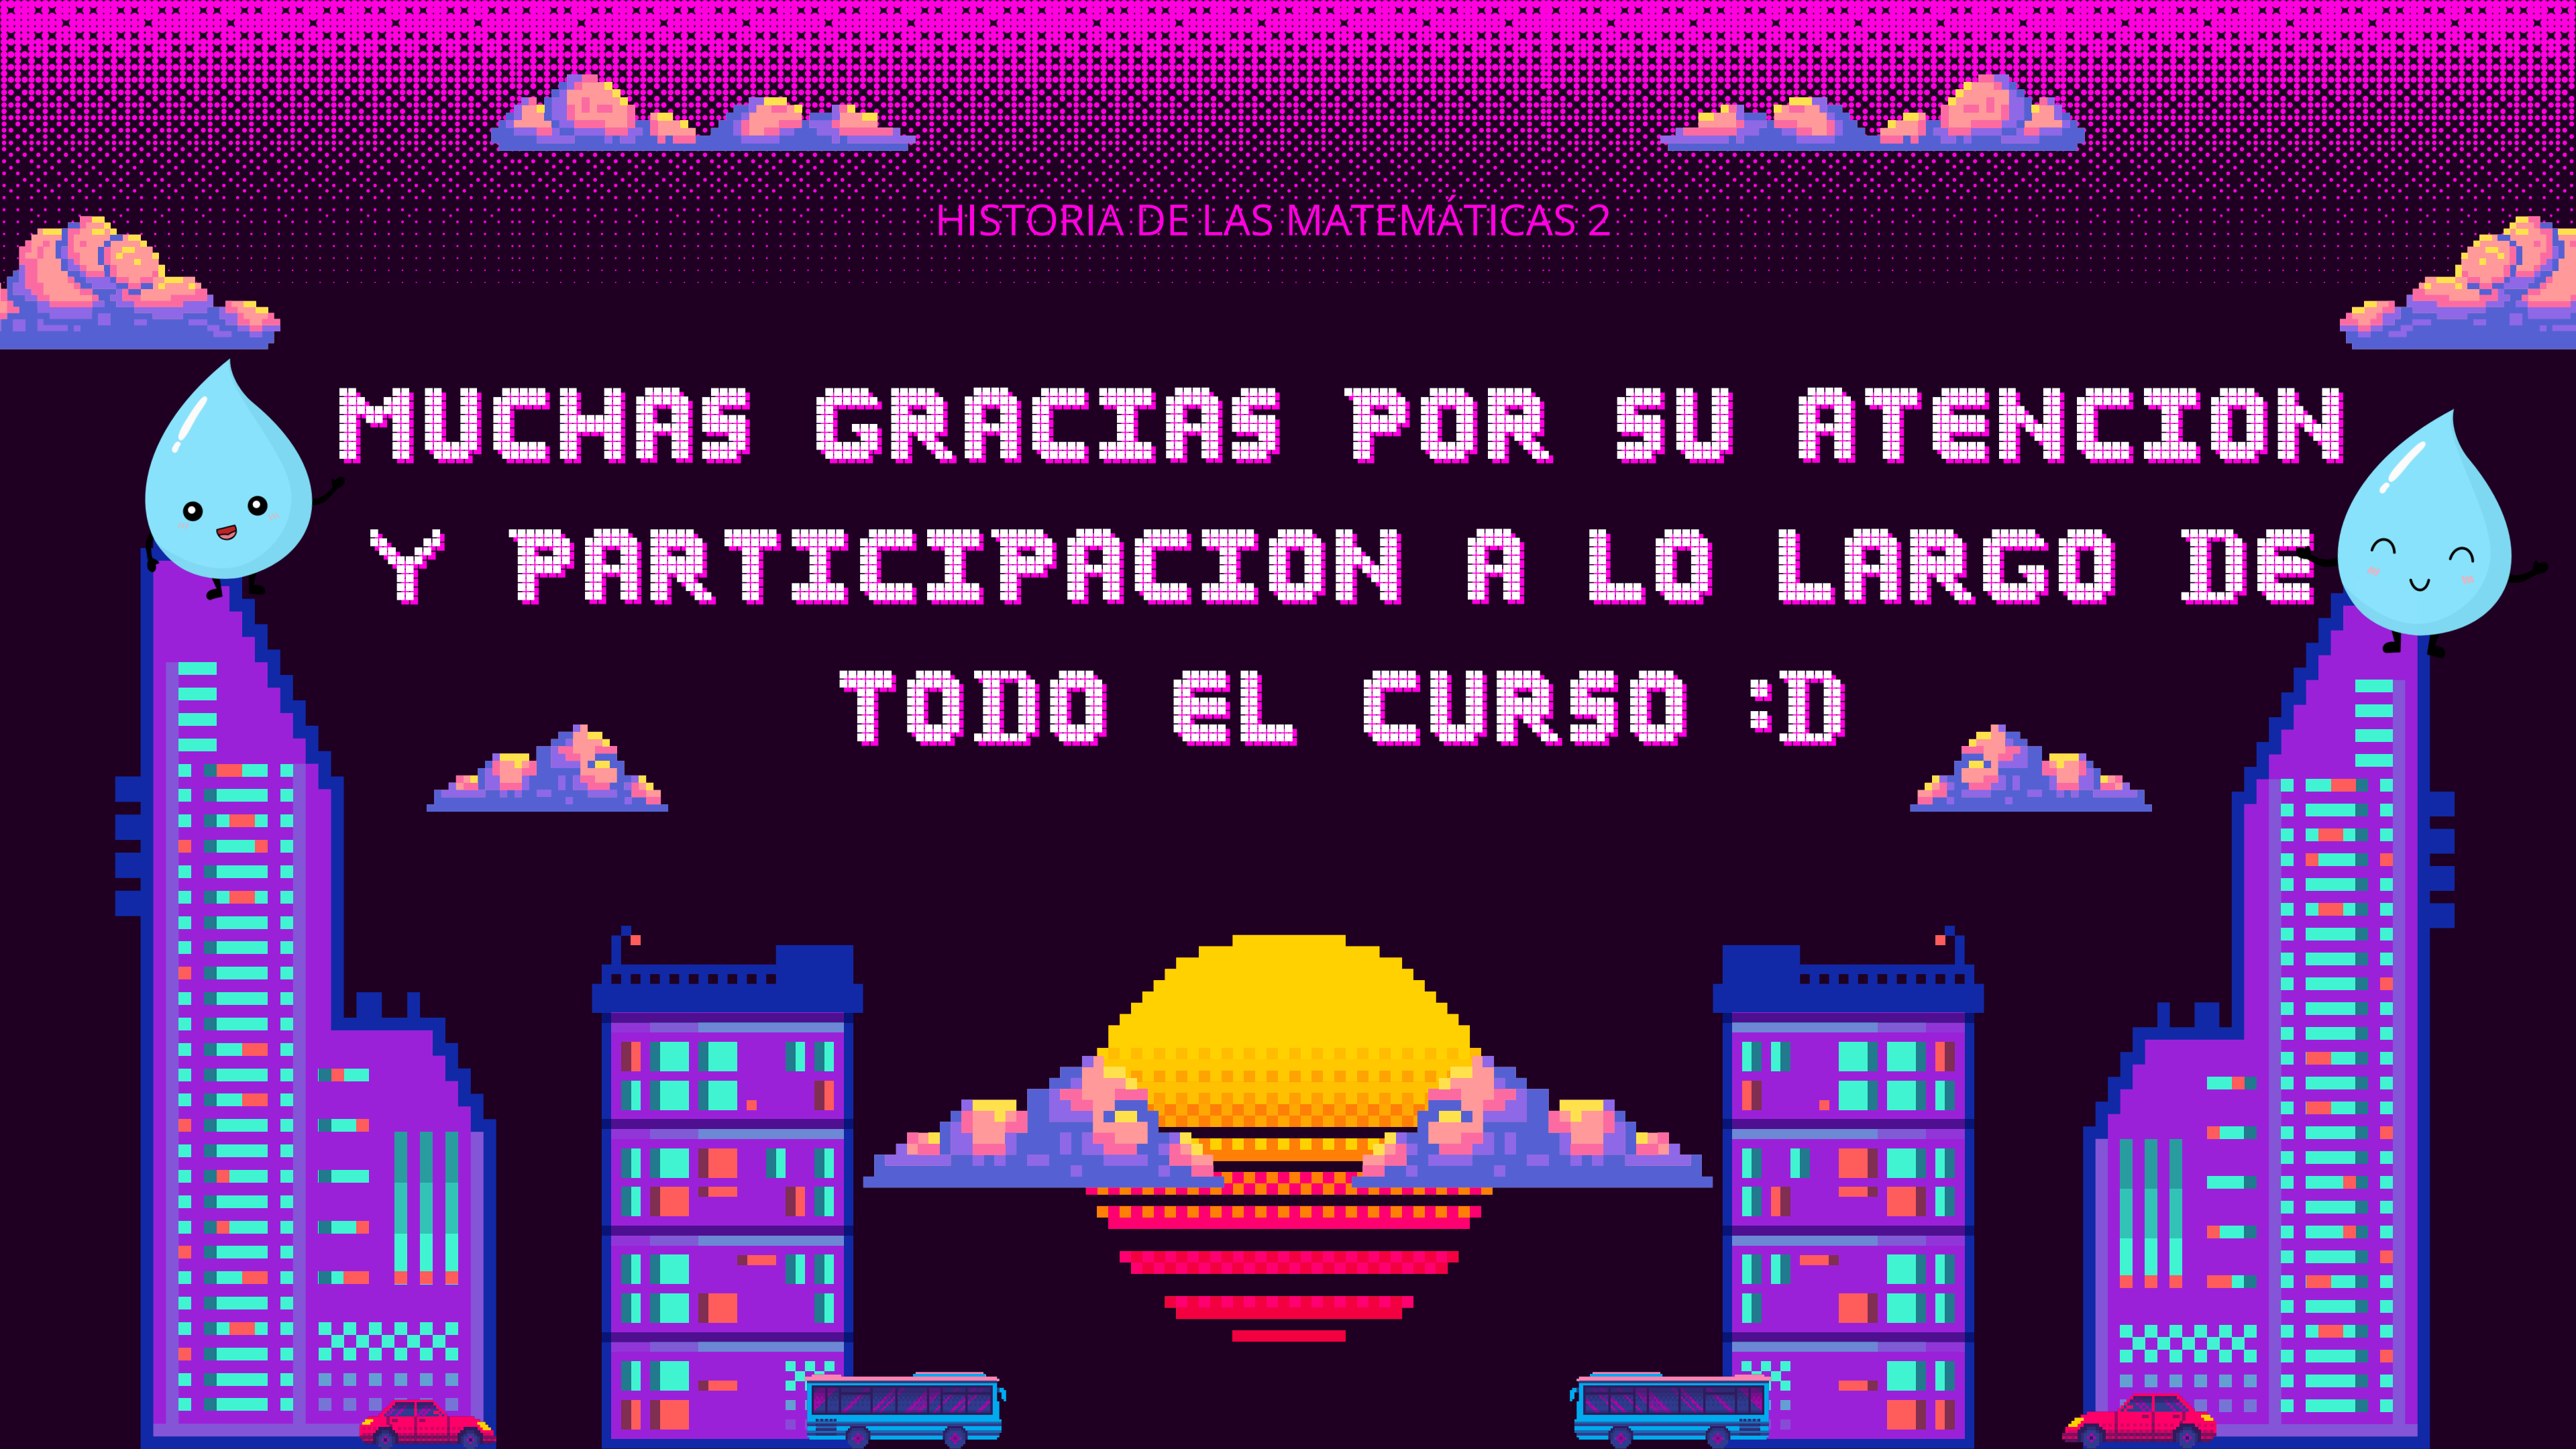 HISTORIA DE LAS MATEMÁTICAS 2
MUCHAS GRACIAS POR SU ATENCION
Y PARTICIPACION A LO LARGO DE
TODO EL CURSO :D